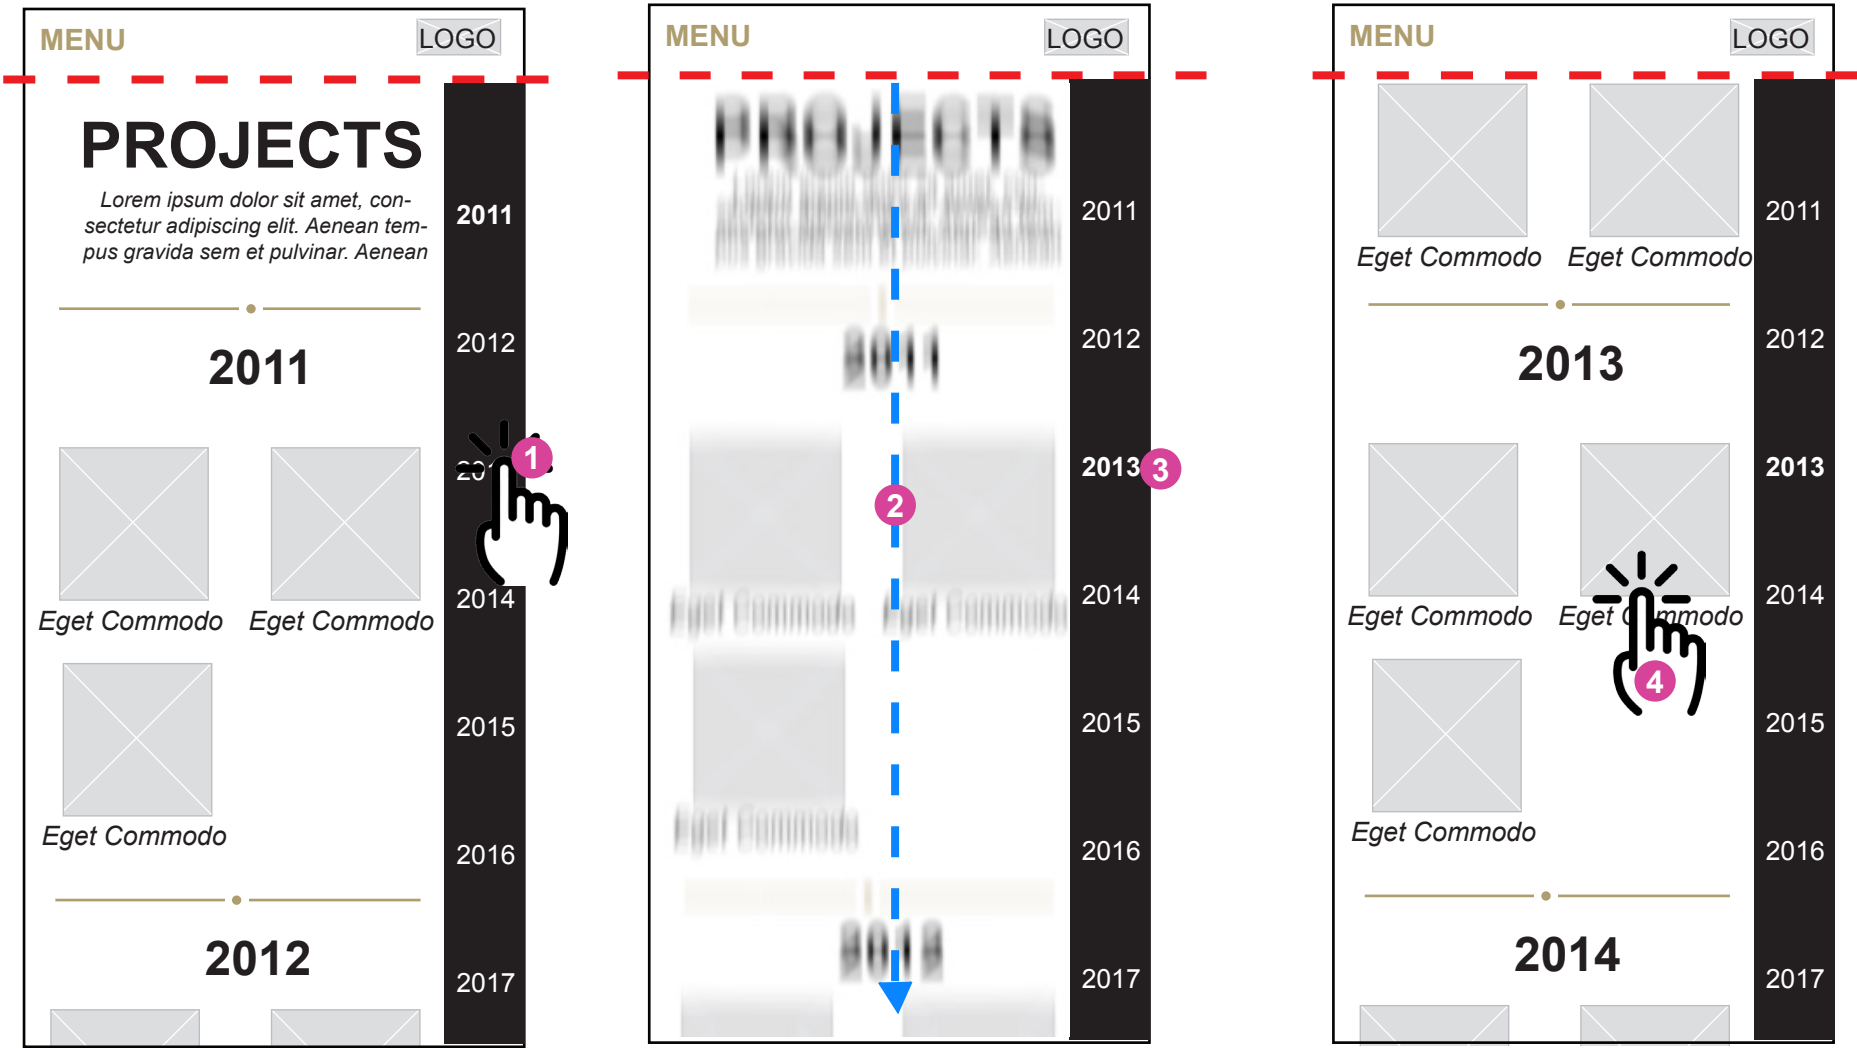 MENU
LOGO
PROJECTS
Lorem ipsum dolor sit amet, con-
sectetur adipiscing elit. Aenean tem-
pus gravida sem et pulvinar. Aenean
2011
Eget Commodo Eget Commodo
Eget Commodo
2012
2011
2012
1
2014
2015
2016
2017
MENU
LOGO
2
2011
2012
2013
3
2014
2015
2016
2017
MENU
LOGO
Eget Commodo Eget Commodo
2013
Eget Commodo Eget Commodo
4
Eget Commodo
2014
2011
2012
2013
2014
2015
2016
2017